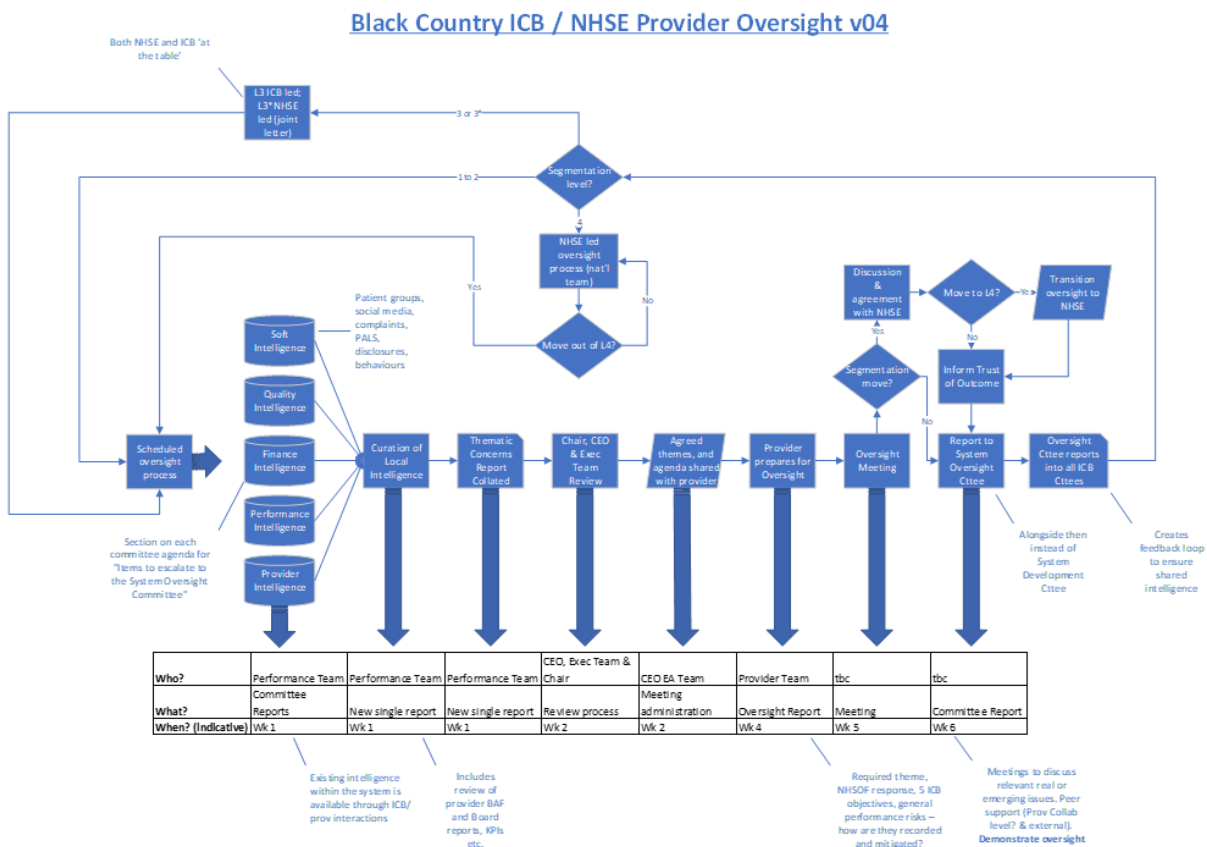 Black Country ICB / NHSE Provider Oversight v04
Both NHSE and ICB 'at
the table'
L3 ICB led;
L3* NHSE
led (joint
letter)
3 or 3*
Segmentation
level?
1 to 2
4
NHSE led
oversight
process (nat'l
team)
Yes
No
Move out of L4?
Patient groups,
social media,
complaints,
PALS,
disclosures,
behaviours
Discussion
&
agreement
with NHSE
Move to L4?
Ye
Transition
oversight to
NHSE
Yes
No
Segmentation
move?
Inform Trust
of Outcome
No
Soft
Intelligence
Quality
Intelligence
Finance
Intelligence
Performance
Intelligence
Provider
Intelligence
Scheduled
oversight
process
Curation of
Local
Intelligence
Thematic
Concerns
Report
Collated
Chair, CEO
& Exec Team
Review
Agreed
themes, and
agenda shared
with provider
Provider
prepares for
Oversight
Oversight
Meeting
Report to
System
Oversight
Cttee
Oversight
Cttee reports
into all ICB
Cttees
Section on each
committee agenda for
"Items to escalate to
the System Oversight
Committee"
Alongside then
instead of
System
Development
Cttee
Creates
feedback loop
to ensure
shared
intelligence
Who? Performance Team Performance Team Performance Team CEO, Exec Team & Chair CEO EA Team Provider Team tbc tbc
What? Committee Reports New single report New single report Review process Meeting administration Oversight Report Meeting Committee Report
When? (Indicative) Wk 1 Wk 1 Wk 1 Wk 2 Wk 2 Wk 4 Wk 5 Wk 6
Existing intelligence
within the system is
available through ICB/
prov interactions
Includes
review of
provider BAF
and Board
reports, KPIs
etc.
Required theme,
NHSOF response, 5 ICB
objectives, general
performance risks –
how are they recorded
and mitigated?
Meetings to discuss
relevant real or
emerging issues. Peer
support (Prov Collab
level? & external).
Demonstrate oversight